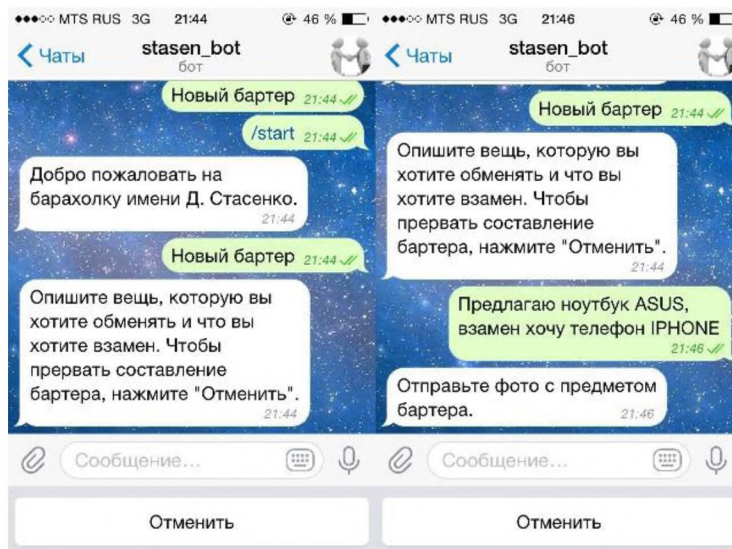 MTS RUS 3G 21:44 46 %
Чаты
stasen_bot
бот
Новый бартер 21:44
/start 21:44
Добро пожаловать на
барахолку имени Д. Стасенко.
21:44
Новый бартер 21:44
Опишите вещь, которую вы
хотите обменять и что вы
хотите взамен. Чтобы
прервать составление
бартера, нажмите "Отменить".
21:44
Сообщение...
Отменить
MTS RUS 3G 21:46 46 %
Чаты
stasen_bot
бот
Новый бартер 21:44
Опишите вещь, которую вы
хотите обменять и что вы
хотите взамен. Чтобы
прервать составление
бартера, нажмите "Отменить".
21:44
Предлагаю ноутбук ASUS,
взамен хочу телефон IPHONE
21:46
Отправьте фото с предметом
бартера. 21:46
Сообщение...
Отменить